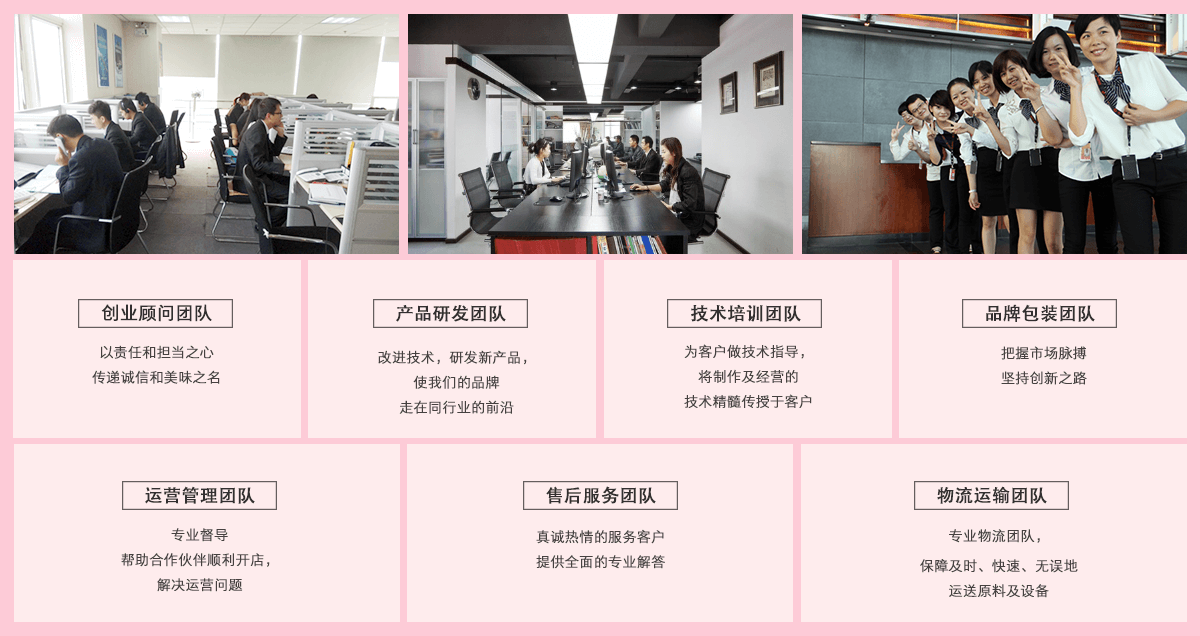 创业顾问团队
以责任和担当之心
传递诚信和美味之名
产品研发团队
改进技术，研发新产品，
使我们的品牌
走在同行业的前沿
技术培训团队
为客户做技术指导，
将制作及经营的
技术精髓传授于客户
品牌包装团队
把握市场脉搏
坚持创新之路
运营管理团队
专业督导
帮助合作伙伴顺利开店，
解决运营问题
售后服务团队
真诚热情的服务客户
提供全面的专业解答
物流运输团队
专业物流团队，
保障及时、快速、无误地
运送原料及设备